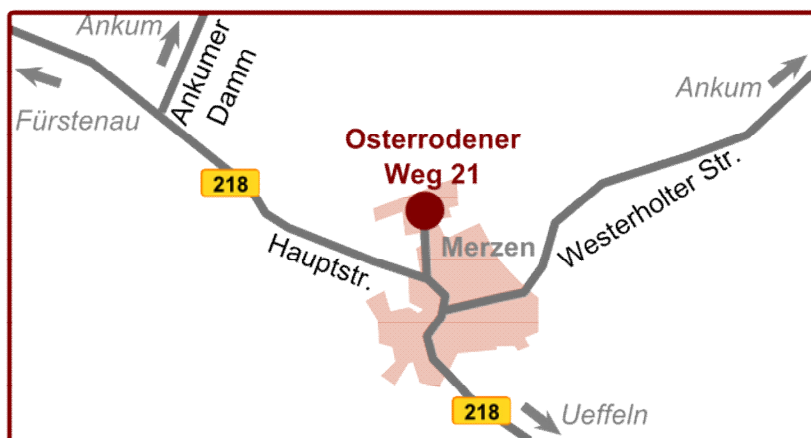 Ankum
Ankumer
Damm
Fürstenau
Ankum
Osterrodener
Weg 21
218
Westerholter Str.
Merzen
Hauptstr.
218
Ueffeln